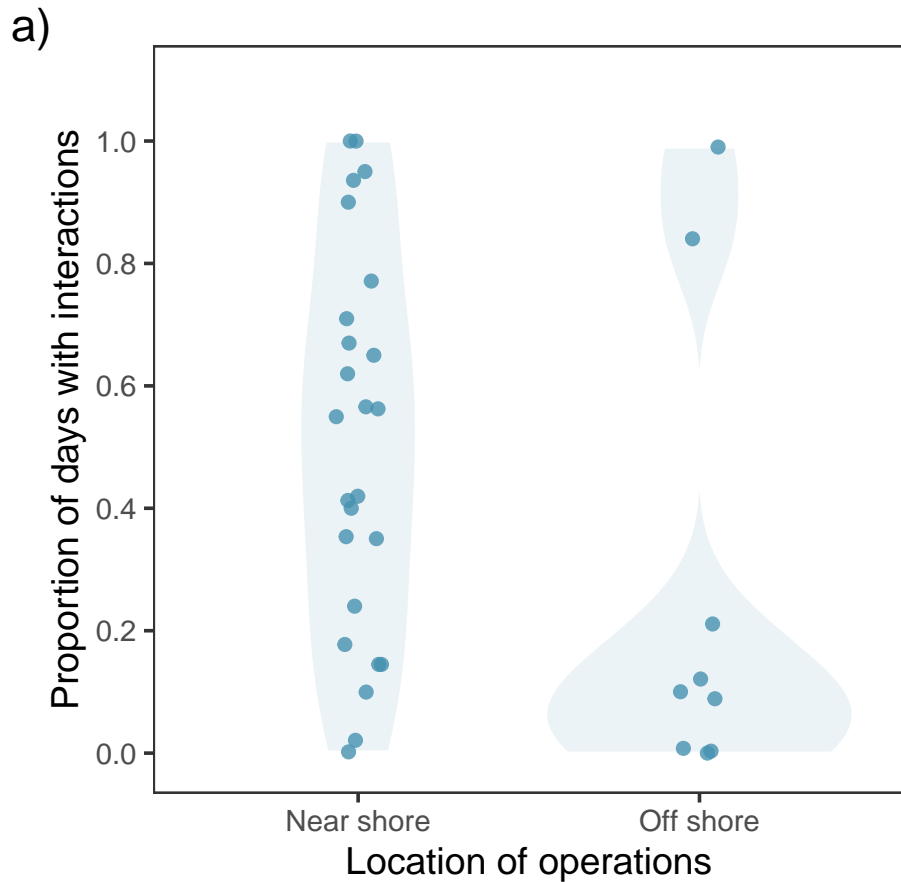 a)
Proportion of days with interactions
1.0
0.8
0.6
0.4
0.2
0.0
Near shore
Off shore
Location of operations